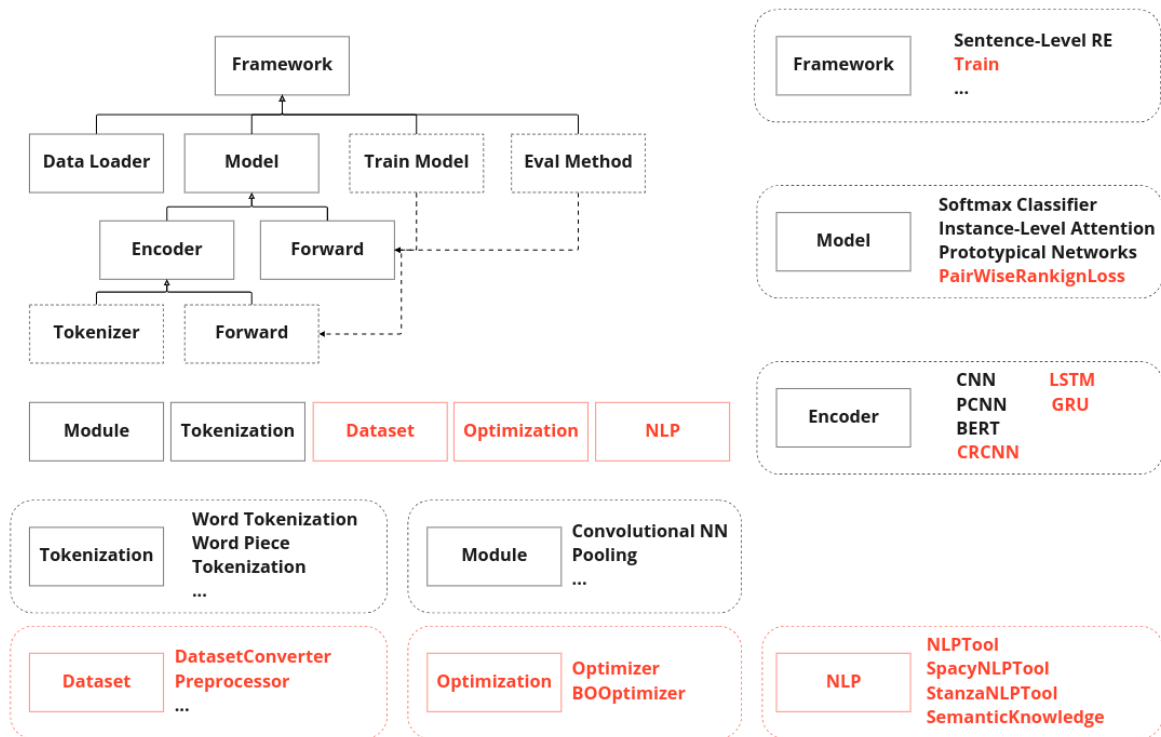 Framework
Data Loader
Model
Train Model
Eval Method
Encoder
Forward
Tokenizer
Forward
Module
Tokenization
Dataset
Optimization
NLP
Framework
Sentence-Level RE
Train
...
Model
Softmax Classifier
Instance-Level Attention
Prototypical Networks
PairWiseRankignLoss
Encoder
CNN LSTM
PCNN GRU
BERT
CRCNN
Tokenization
Word Tokenization
Word Piece
Tokenization
...
Module
Convolutional NN
Pooling
...
Dataset
DatasetConverter
Preprocessor
...
Optimization
Optimizer
BOOptimizer
NLP
NLPTool
SpacyNLPTool
StanzaNLPTool
SemanticKnowledge